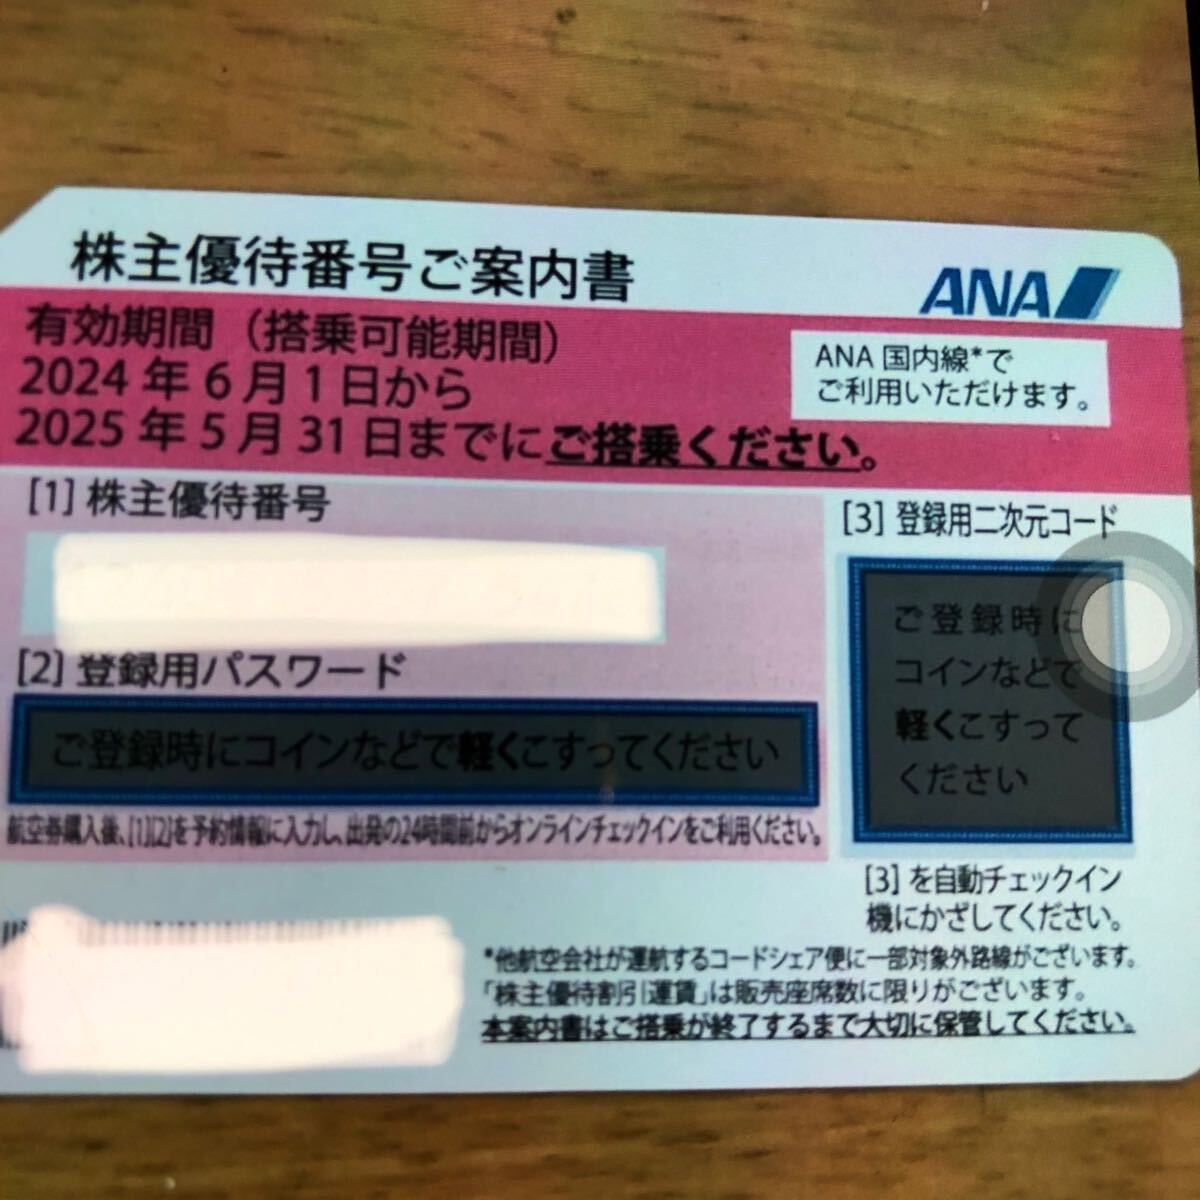 株主優待番号ご案内書
ANA
有効期間（搭乗可能期間）
2024年6月1日から
2025年5月31日までにご搭乗ください。
ANA 国内線*で
ご利用いただけます。
[1] 株主優待番号
[2] 登録用パスワード
ご登録時にコインなどで軽くこすってください
航空券購入後、[1][2]を予約情報に入力し、出発の24時間前からオンラインチェックインをご利用ください。
[3] 登録用二次元コード
ご登録時に
コインなどで
軽くこすって
ください
[3] を自動チェックイン
機にかざしてください。
*他航空会社が運航するコードシェア便に一部対象外路線がございます。
「株主優待割引運賃」は販売座席数に限りがございます。
本案内書はご搭乗が終了するまで大切に保管してください。